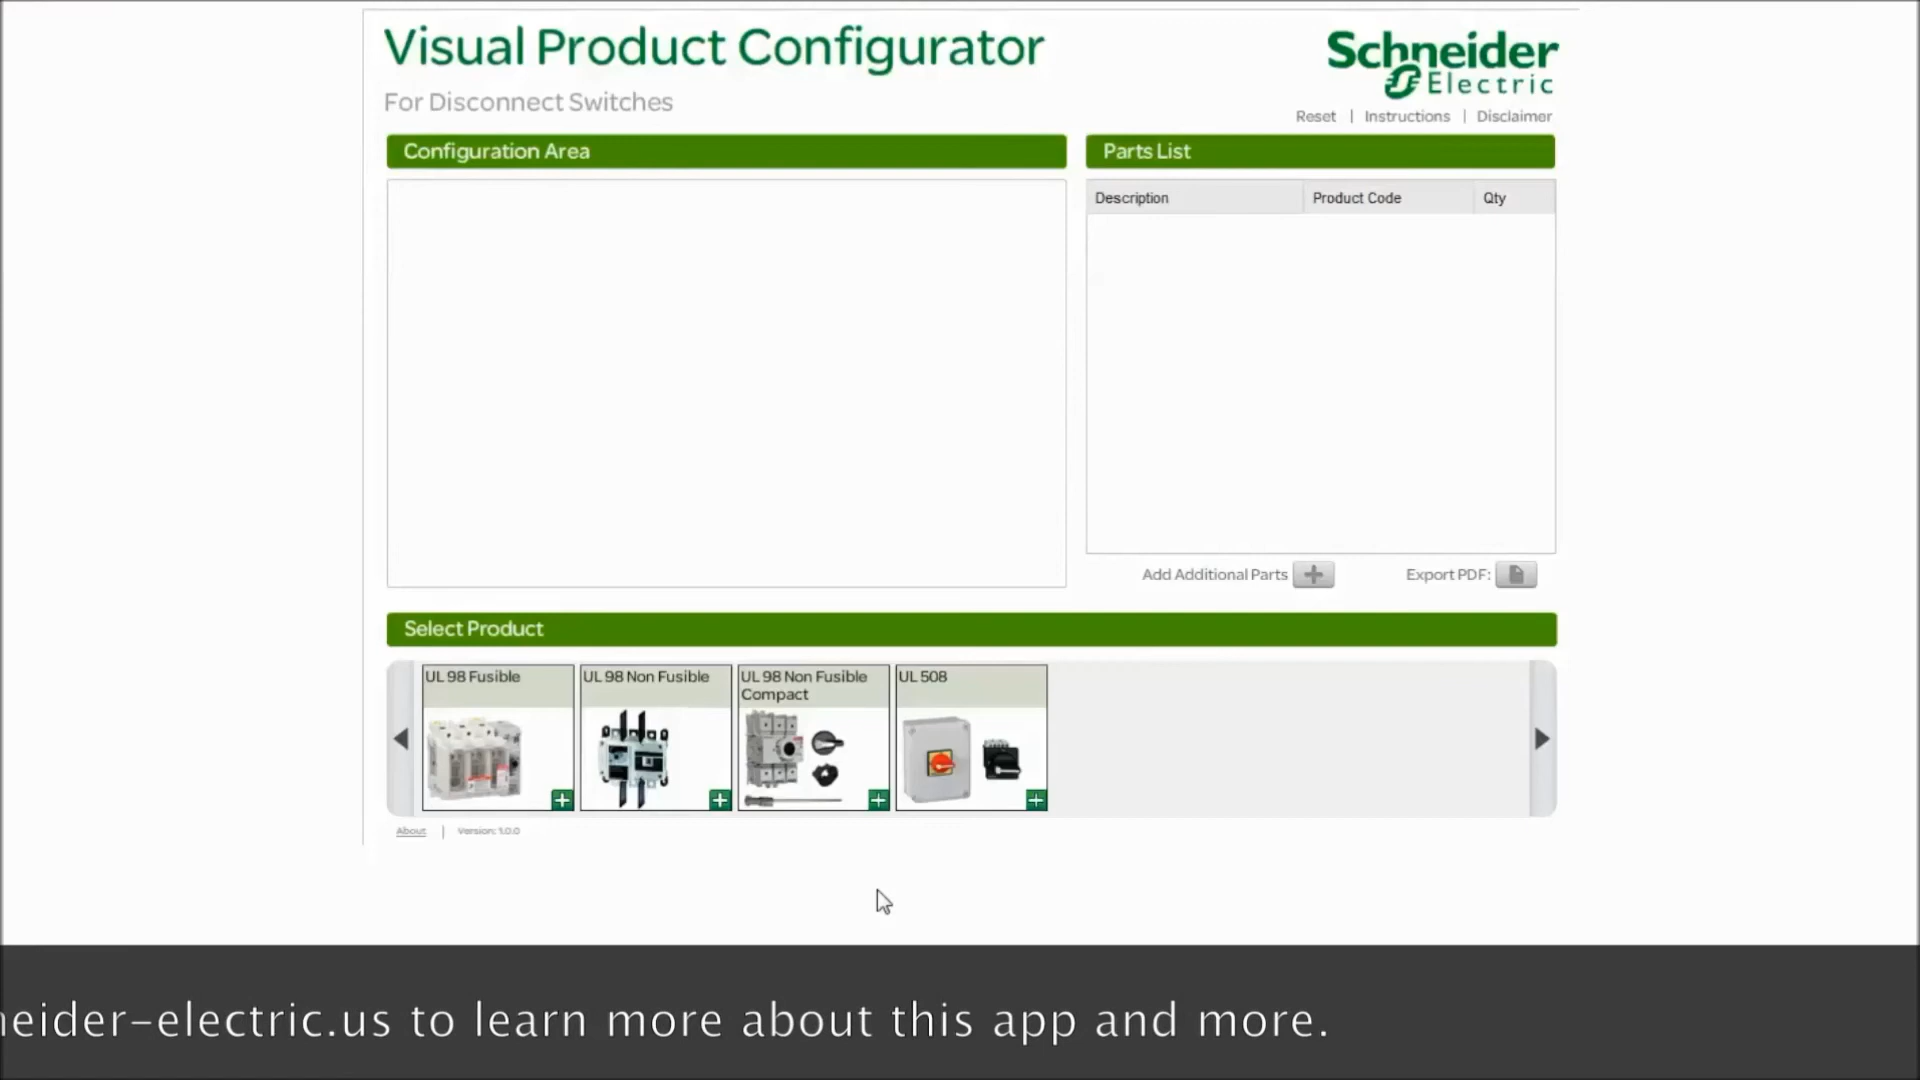 Visual Product Configurator
For Disconnect Switches
Schneider
Electric
Reset | Instructions | Disclaimer
Configuration Area
Parts List
Description Product Code Qty
Add Additional Parts
Export PDF:
Select Product
UL 98 Fusible
UL 98 Non Fusible
UL 98 Non Fusible
Compact
UL 508
About | Version: 1.0.0
neider-electric.us to learn more about this app and more.